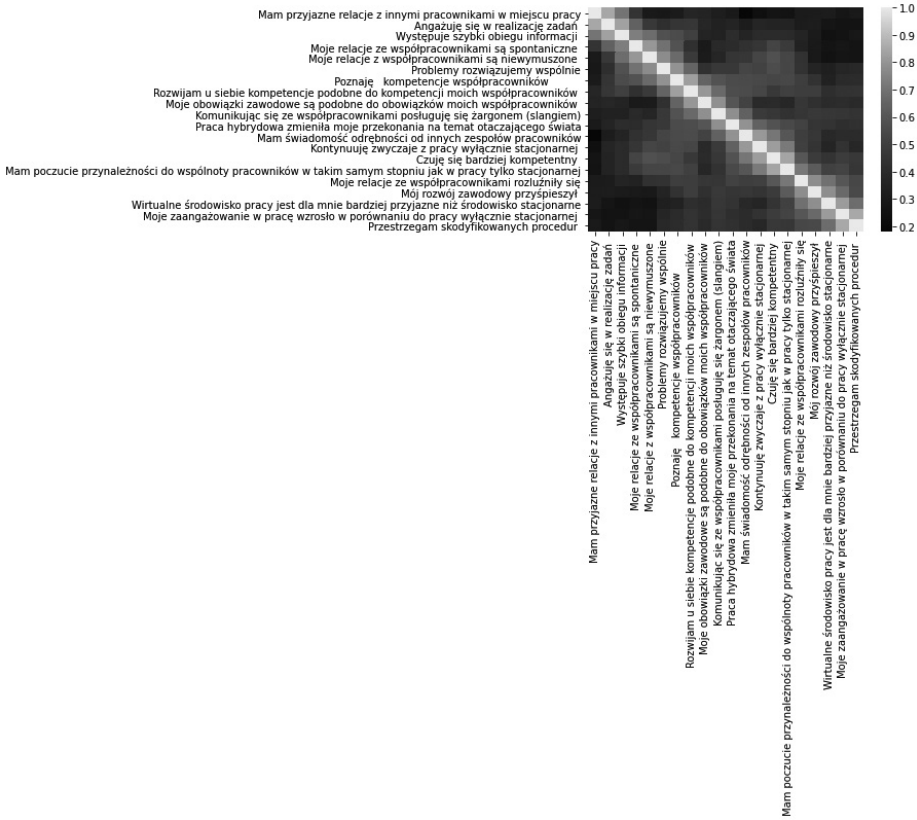 Mam przyjazne relacje z innymi pracownikami w miejscu pracy
Angażuję się w realizację zadań
Występuje szybki obiegu informacji
Moje relacje ze współpracownikami są spontaniczne
Moje relacje z współpracownikami są niewymuszone
Problemy rozwiązujemy wspólnie
Poznaję kompetencje współpracowników
Rozwijam u siebie kompetencje podobne do kompetencji moich współpracowników
Moje obowiązki zawodowe są podobne do obowiązków moich współpracowników
Komunikując się ze współpracownikami posługuję się żargonem (slangiem)
Praca hybrydowa zmieniła moje przekonania na temat otaczającego świata
Mam świadomość odrębności od innych zespołów pracowników
Kontynuuję zwyczaje z pracy wyłącznie stacjonarnej
Czuję się bardziej kompetentny
Mam poczucie przynależności do wspólnoty pracowników w takim samym stopniu jak w pracy tylko stacjonarnej
Moje relacje ze współpracownikami rozluźniły się
Mój rozwój zawodowy przyśpieszył
Wirtualne środowisko pracy jest dla mnie bardziej przyjazne niż środowisko stacjonarne
Moje zaangażowanie w pracę wzrosło w porównaniu do pracy wyłącznie stacjonarnej
Przestrzegam skodyfikowanych procedur
1.0
0.9
0.8
0.7
0.6
0.5
0.4
0.3
0.2
Mam przyjazne relacje z innymi pracownikami w miejscu pracy
Angażuję się w realizację zadań
Występuje szybki obiegu informacji
Moje relacje ze współpracownikami są spontaniczne
Moje relacje z współpracownikami są niewymuszone
Problemy rozwiązujemy wspólnie
Poznaję kompetencje współpracowników
Rozwijam u siebie kompetencje podobne do kompetencji moich współpracowników
Moje obowiązki zawodowe są podobne do obowiązków moich współpracowników
Komunikując się ze współpracownikami posługuję się żargonem (slangiem)
Praca hybrydowa zmieniła moje przekonania na temat otaczającego świata
Mam świadomość odrębności od innych zespołów pracowników
Kontynuuję zwyczaje z pracy wyłącznie stacjonarnej
Czuję się bardziej kompetentny
Mam poczucie przynależności do wspólnoty pracowników w takim samym stopniu jak w pracy tylko stacjonarnej
Moje relacje ze współpracownikami rozluźniły się
Mój rozwój zawodowy przyśpieszył
Wirtualne środowisko pracy jest dla mnie bardziej przyjazne niż środowisko stacjonarne
Moje zaangażowanie w pracę wzrosło w porównaniu do pracy wyłącznie stacjonarnej
Przestrzegam skodyfikowanych procedur